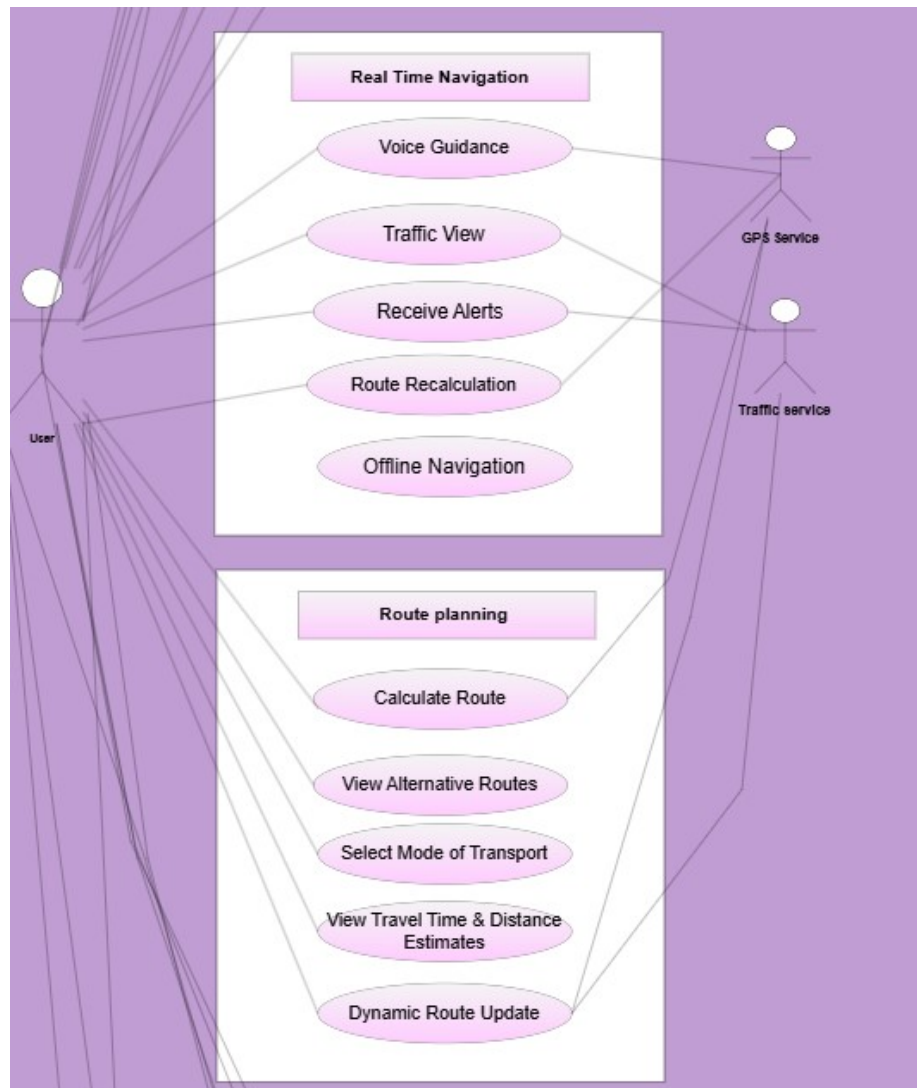 Real Time Navigation
Voice Guidance
GPS Service
Traffic View
Receive Alerts
Route Recalculation
Traffic service
User
Offline Navigation
Route planning
Calculate Route
View Alternative Routes
Select Mode of Transport
View Travel Time & Distance
Estimates
Dynamic Route Update